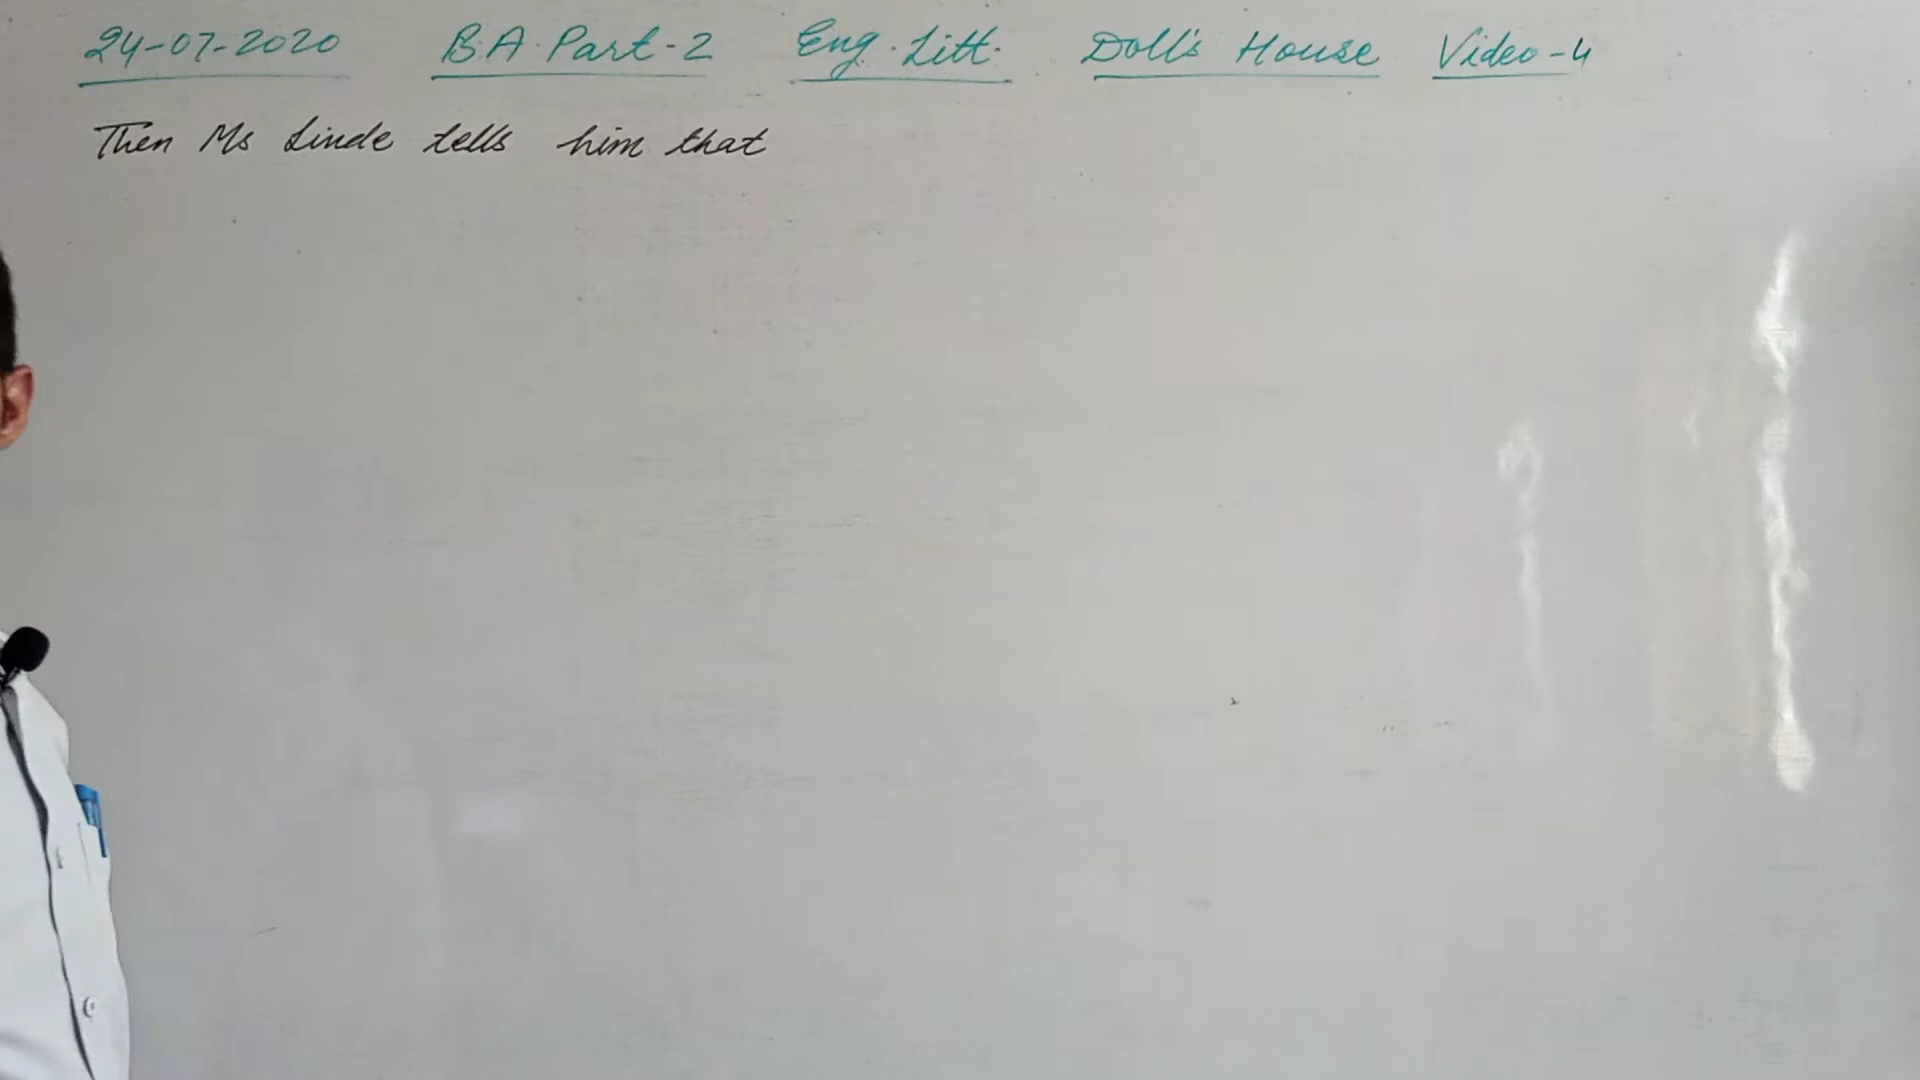 24-07-2020 B.A. Part-2 Eng. Litt. Doll's House Video-4
Then Ms Linde tells him that